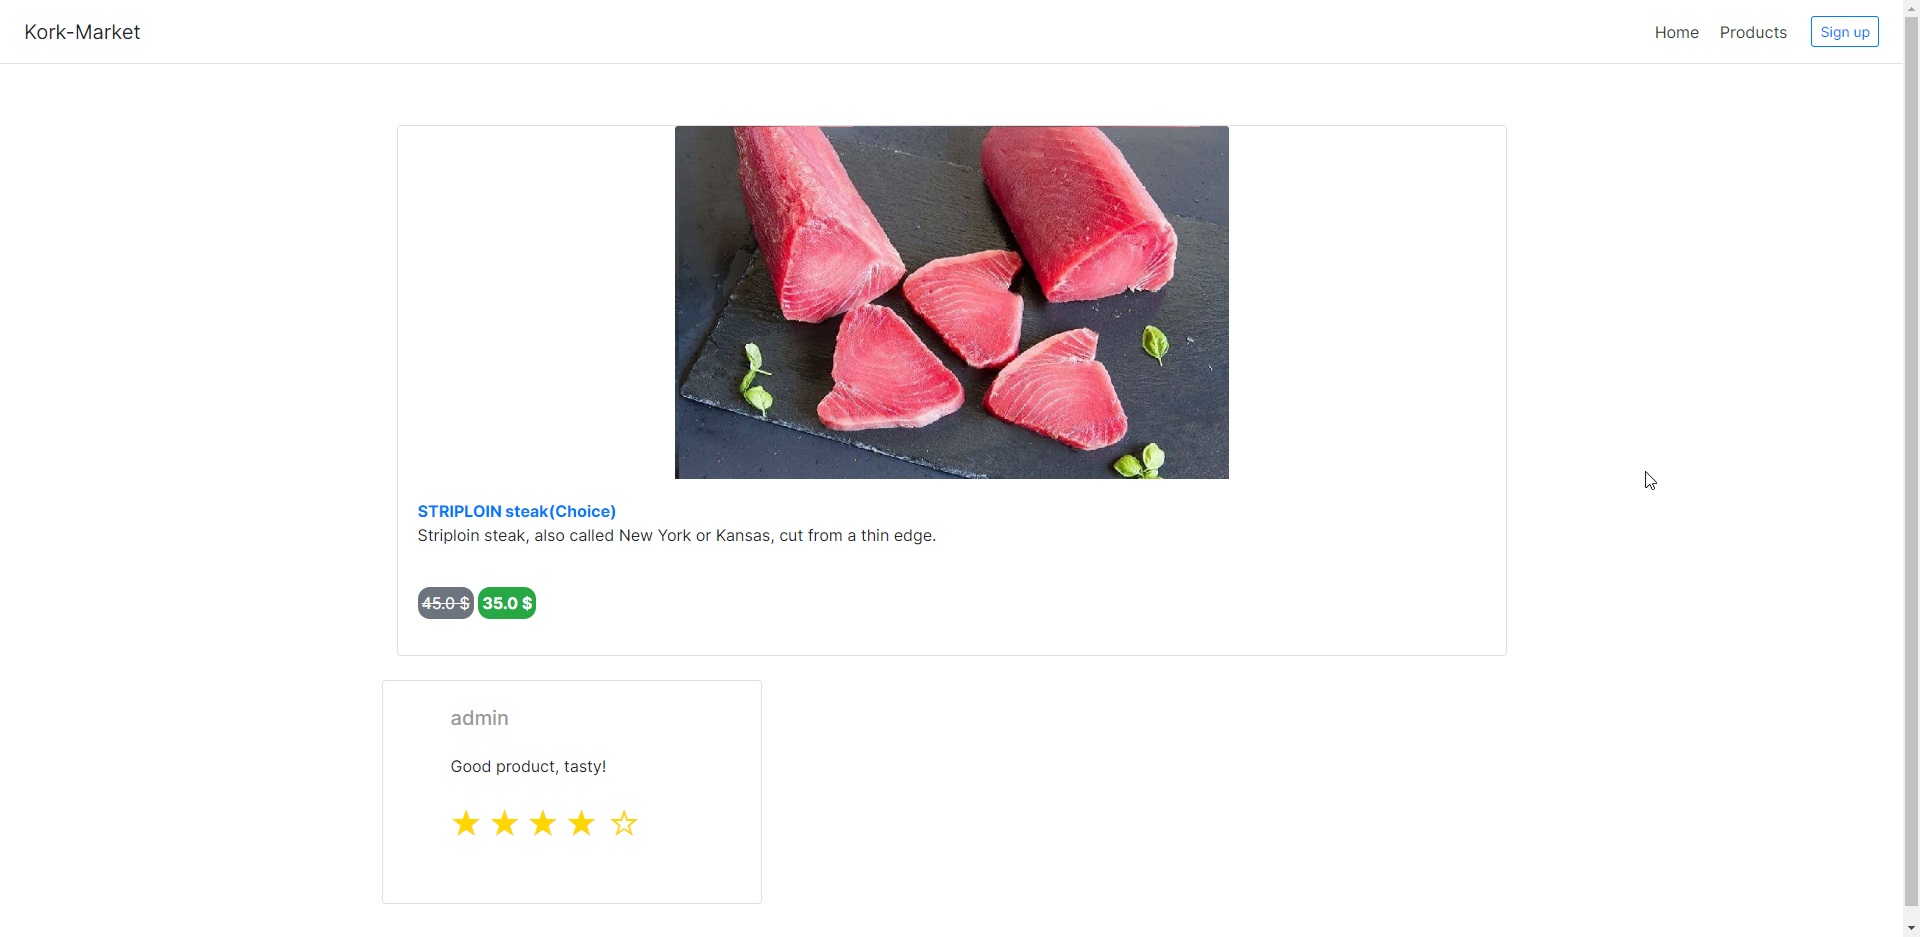 Kork-Market
Home Products Sign up
STRIPLOIN steak(Choice)
Striploin steak, also called New York or Kansas, cut from a thin edge.
45.0 $ 35.0 $
admin
Good product, tasty!